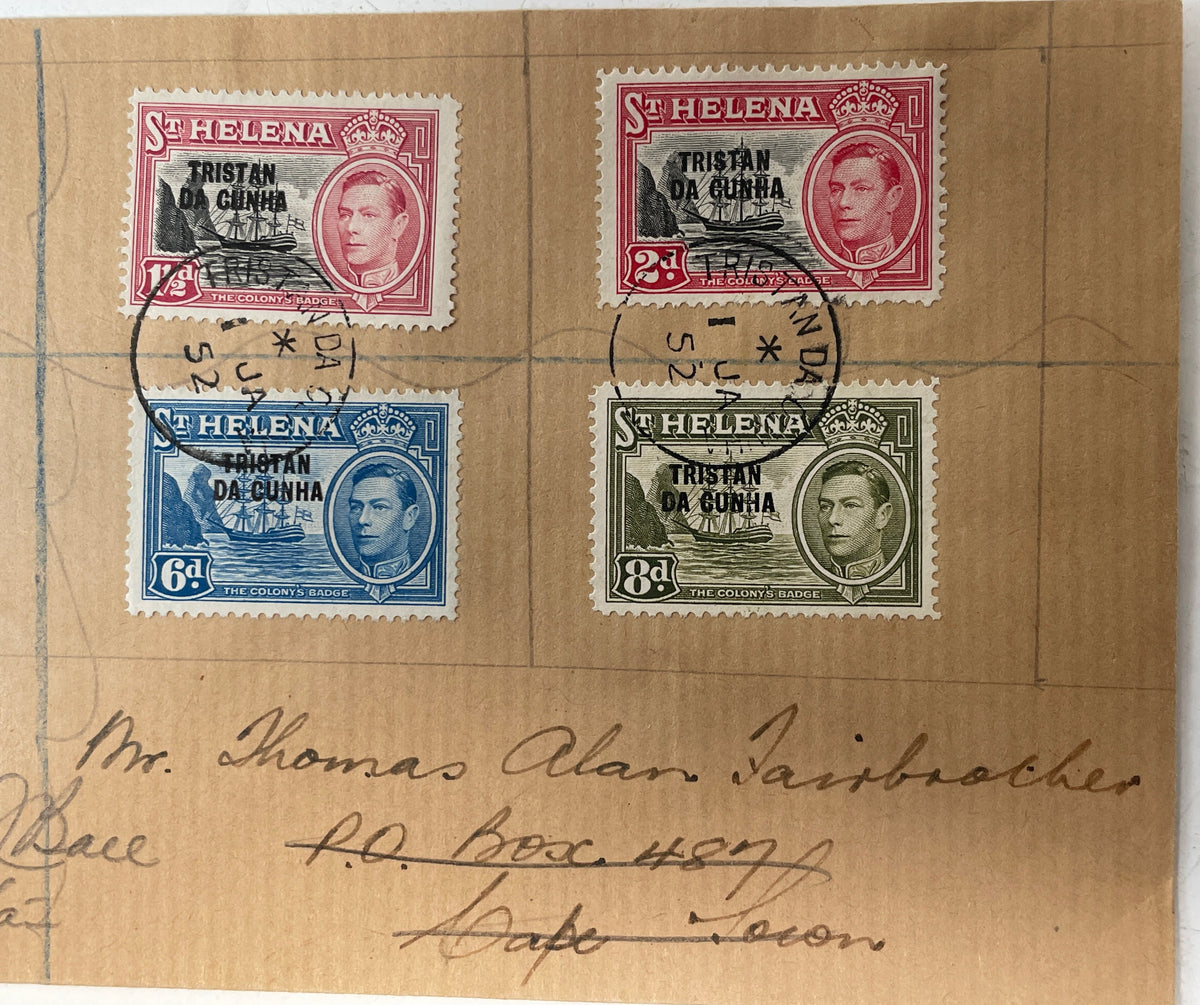 ST HELENA
TRISTAN
DA CUNHA
1½d
THE COLONY'S BADGE
ST HELENA
TRISTAN
DA CUNHA
2d.
THE COLONY'S BADGE
TRISTAN DA
*
1 JA
52
TRISTAN DA
*
1 JA
52
ST HELENA
TRISTAN
DA CUNHA
6d.
THE COLONY'S BADGE
ST HELENA
TRISTAN
DA CUNHA
8d.
THE COLONY'S BADGE
Mr. Thomas Alan Fairbrother
P.O. Box 487
Cape Town